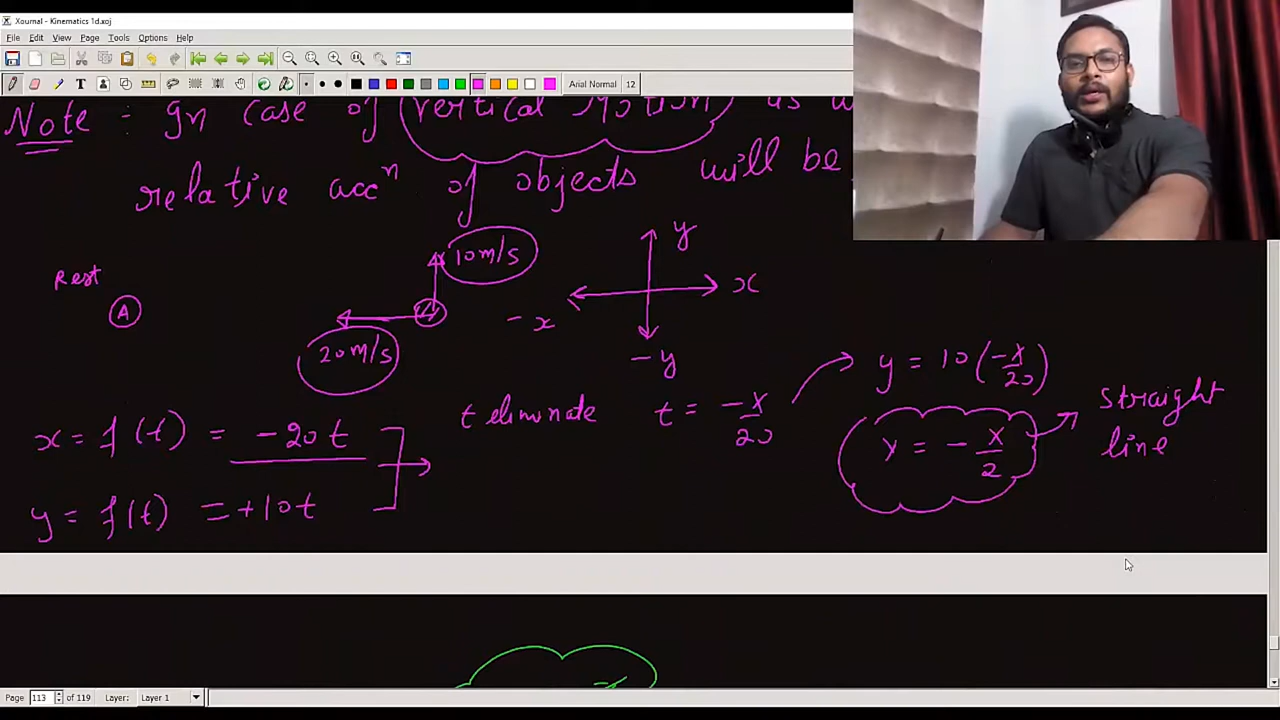 Xournal - Kinematics 1d.xoj
File Edit View Page Tools Options Help
Arial Normal 12
Note : In case of vertical Motion as
relative accⁿ of objects will be
10m/s
y
Rest
A
x
- x
20m/s
- y
y = 10(-x/20)
t eliminate t = -x/20
straight
line
x = f(t) = -20t
y = -x/2
y = f(t) = +10t
Page 113 of 119 Layer: Layer 1